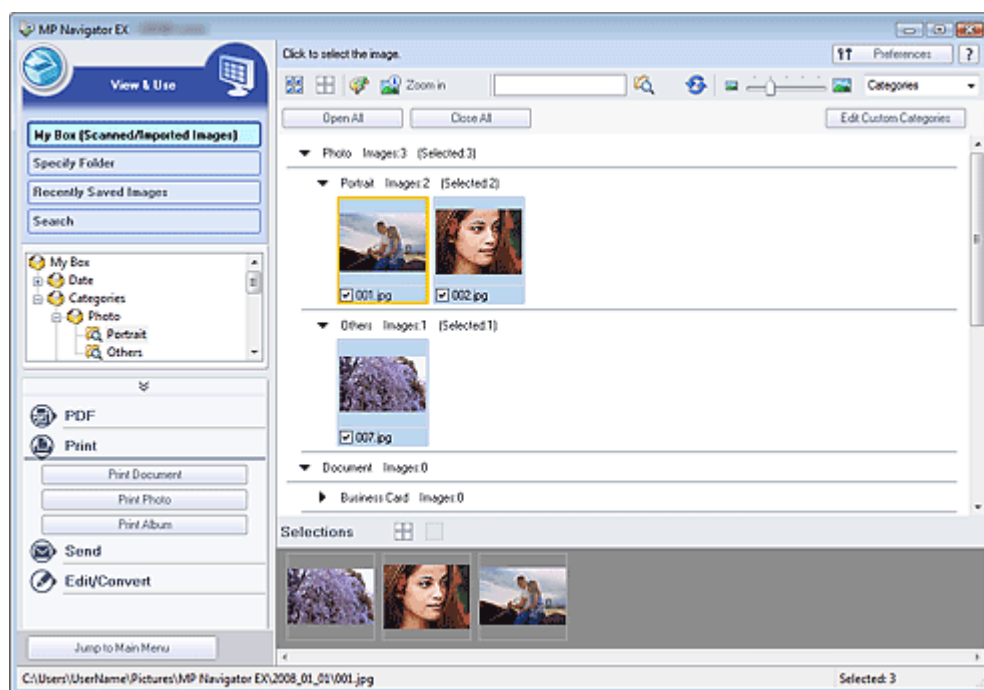 MP Navigator EX
View & Use
My Box (Scanned/Imported Images)
Specify Folder
Recently Saved Images
Search
My Box
Date
Categories
Photo
Portrait
Others
PDF
Print
Print Document
Print Photo
Print Album
Send
Edit/Convert
Jump to Main Menu
Click to select the image.
Preferences
?
Zoom in
Categories
Open All
Close All
Edit Custom Categories
Photo Images:3 (Selected:3)
Portrait Images:2 (Selected:2)
001.jpg
002.jpg
Others Images:1 (Selected:1)
007.jpg
Document Images:0
Business Card Images:0
Selections
C:\Users\UserName\Pictures\MP Navigator EX\2008_01_01\001.jpg
Selected: 3